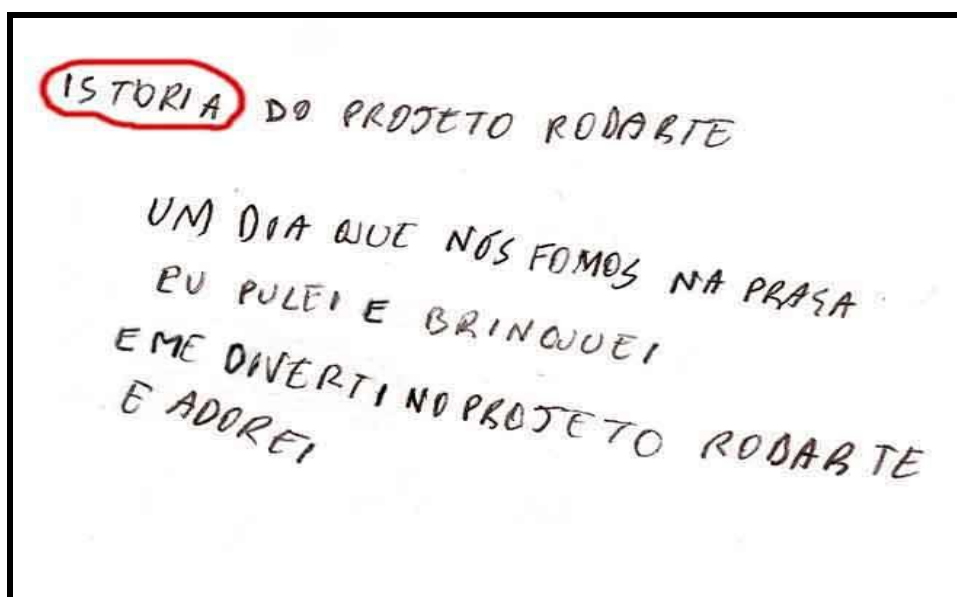 ISTORIA DO PROJETO RODARTE
UM DIA QUE NÓS FOMOS NA PRASA
EU PULEI E BRINQUEI
E ME DIVERTI NO PROJETO RODARTE
E ADOREI